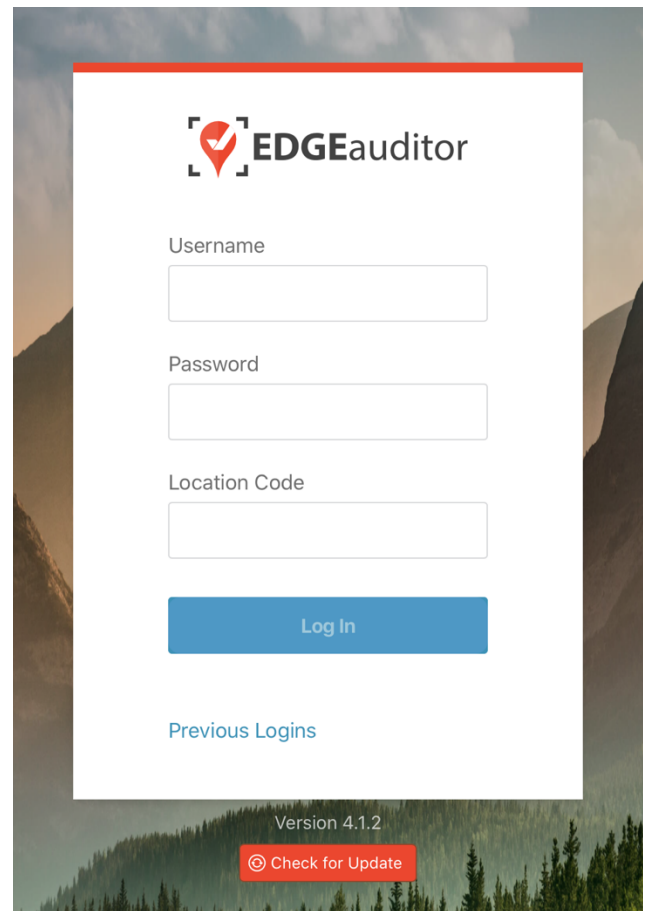 EDGEauditor
Username
Password
Location Code
Log In
Previous Logins
Version 4.1.2
Check for Update